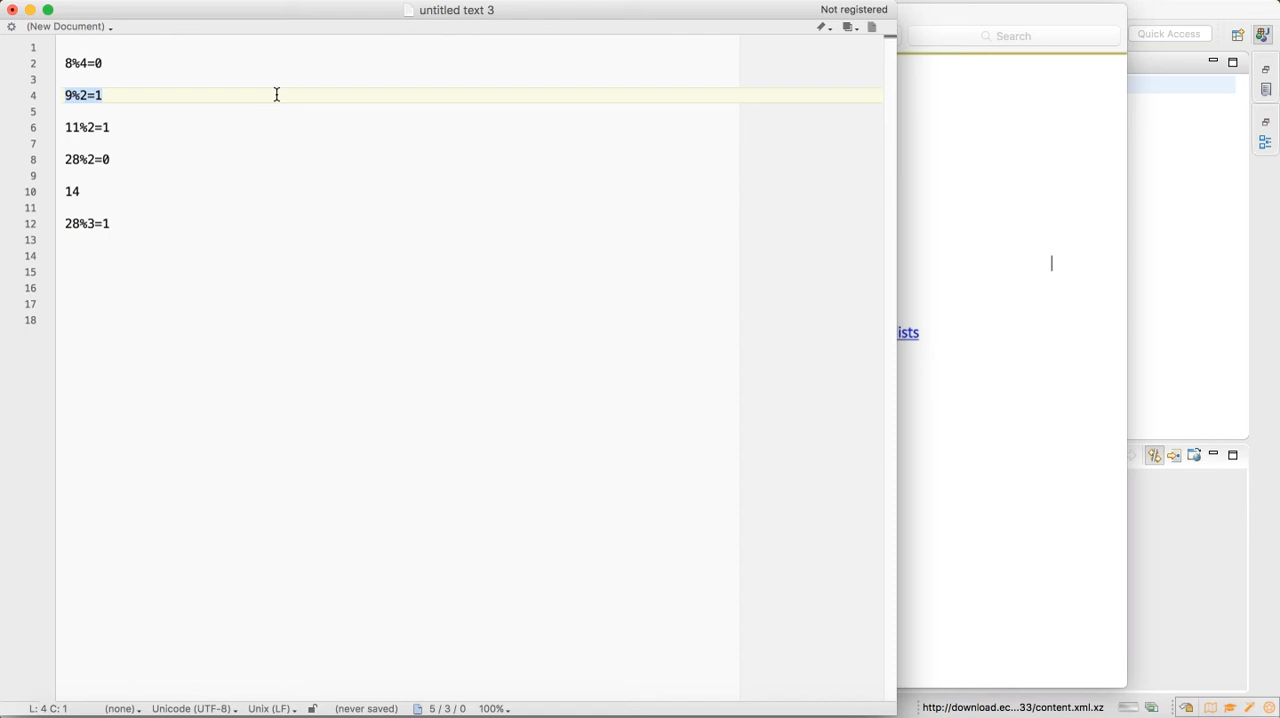 untitled text 3
Not registered
(New Document)
Search
Quick Access
1
2 8%4=0
3
4 9%2=1
5
6 11%2=1
7
8 28%2=0
9
10 14
11
12 28%3=1
13
14
15
16
17
18
ists
L: 4 C: 1 (none) Unicode (UTF-8) Unix (LF) (never saved) 5 / 3 / 0 100%
http://download.ec...33/content.xml.xz